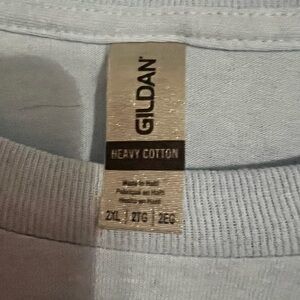 GILDAN
HEAVY COTTON
Made in Haiti
Fabriqué en Haïti
Hecho en Haití
2XL | 2TG | 2EG